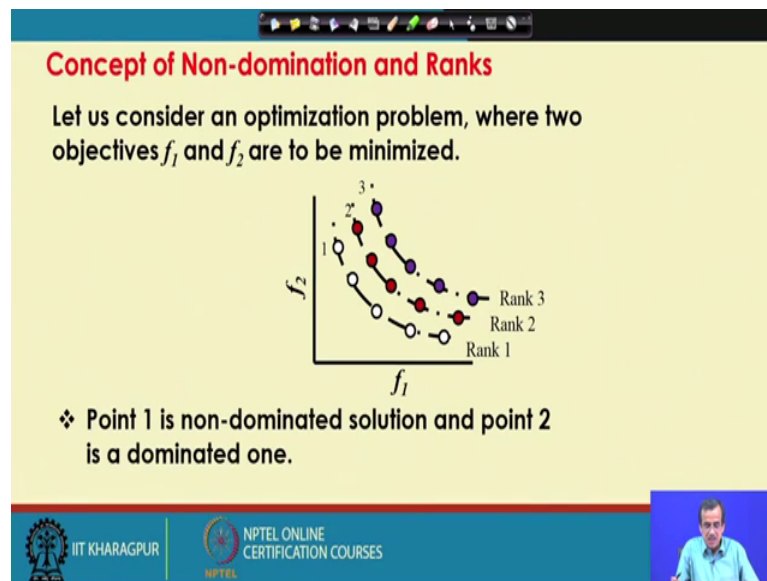 Concept of Non-domination and Ranks
Let us consider an optimization problem, where two
objectives f1 and f2 are to be minimized.
3
2
1
f2
Rank 3
Rank 2
Rank 1
f1
❖ Point 1 is non-dominated solution and point 2
is a dominated one.
IIT KHARAGPUR
NPTEL
NPTEL ONLINE
CERTIFICATION COURSES